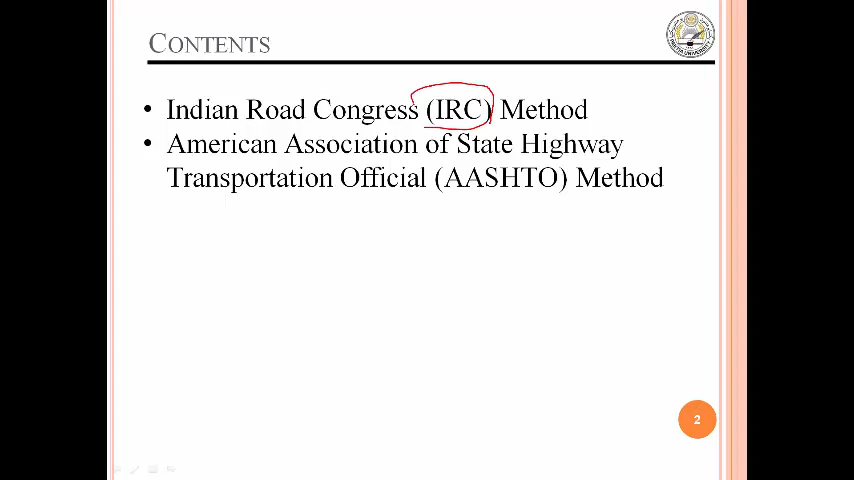 CONTENTS
• Indian Road Congress (IRC) Method
• American Association of State Highway
Transportation Official (AASHTO) Method
2